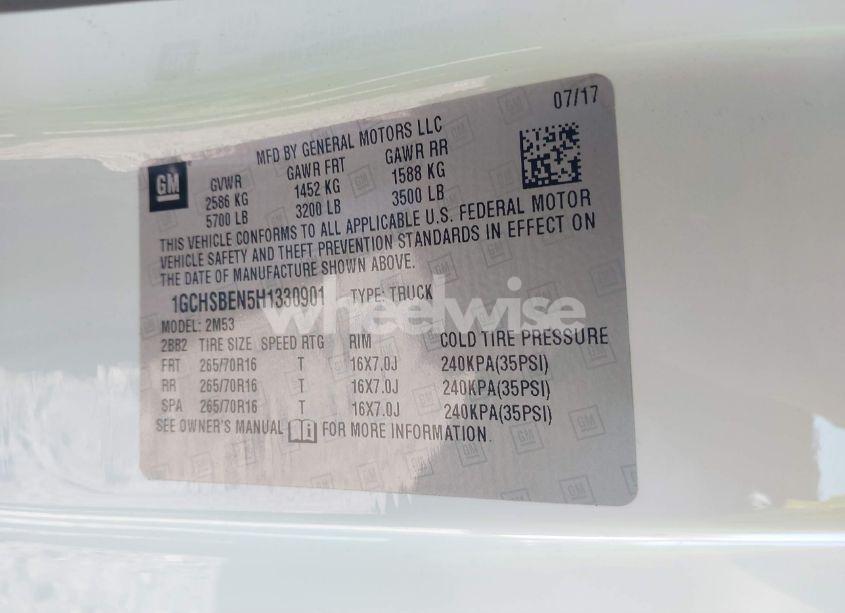 07/17
MFD BY GENERAL MOTORS LLC
GM
GVWR GAWR FRT GAWR RR
2586 KG 1452 KG 1588 KG
5700 LB 3200 LB 3500 LB
THIS VEHICLE CONFORMS TO ALL APPLICABLE U.S. FEDERAL MOTOR
VEHICLE SAFETY AND THEFT PREVENTION STANDARDS IN EFFECT ON
THE DATE OF MANUFACTURE SHOWN ABOVE.
1GCHSBEN5H1330901 TYPE: TRUCK
wheelwise
MODEL: 2M53
2BB2 TIRE SIZE SPEED RTG RIM COLD TIRE PRESSURE
FRT 265/70R16 T 16X7.0J 240KPA(35PSI)
RR 265/70R16 T 16X7.0J 240KPA(35PSI)
SPA 265/70R16 T 16X7.0J 240KPA(35PSI)
SEE OWNER'S MANUAL FOR MORE INFORMATION.